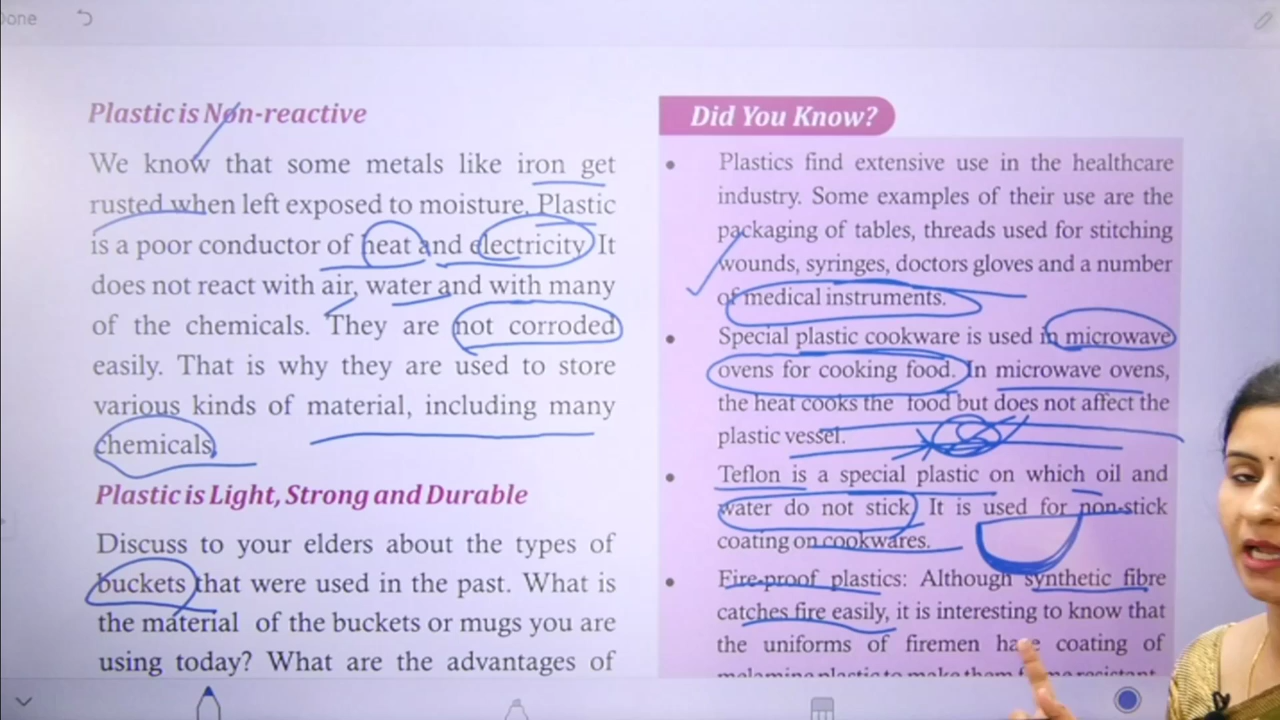 one
Plastic is Non-reactive
We know that some metals like iron get
rusted when left exposed to moisture. Plastic
is a poor conductor of heat and electricity. It
does not react with air, water and with many
of the chemicals. They are not corroded
easily. That is why they are used to store
various kinds of material, including many
chemicals.
Plastic is Light, Strong and Durable
Discuss to your elders about the types of
buckets that were used in the past. What is
the material of the buckets or mugs you are
using today? What are the advantages of
Did You Know?
• Plastics find extensive use in the healthcare
industry. Some examples of their use are the
packaging of tables, threads used for stitching
wounds, syringes, doctors gloves and a number
of medical instruments.
• Special plastic cookware is used in microwave
ovens for cooking food. In microwave ovens,
the heat cooks the food but does not affect the
plastic vessel.
• Teflon is a special plastic on which oil and
water do not stick. It is used for non-stick
coating on cookwares.
• Fire-proof plastics: Although synthetic fibre
catches fire easily, it is interesting to know that
the uniforms of firemen have coating of
melamine plastic to make them resistant